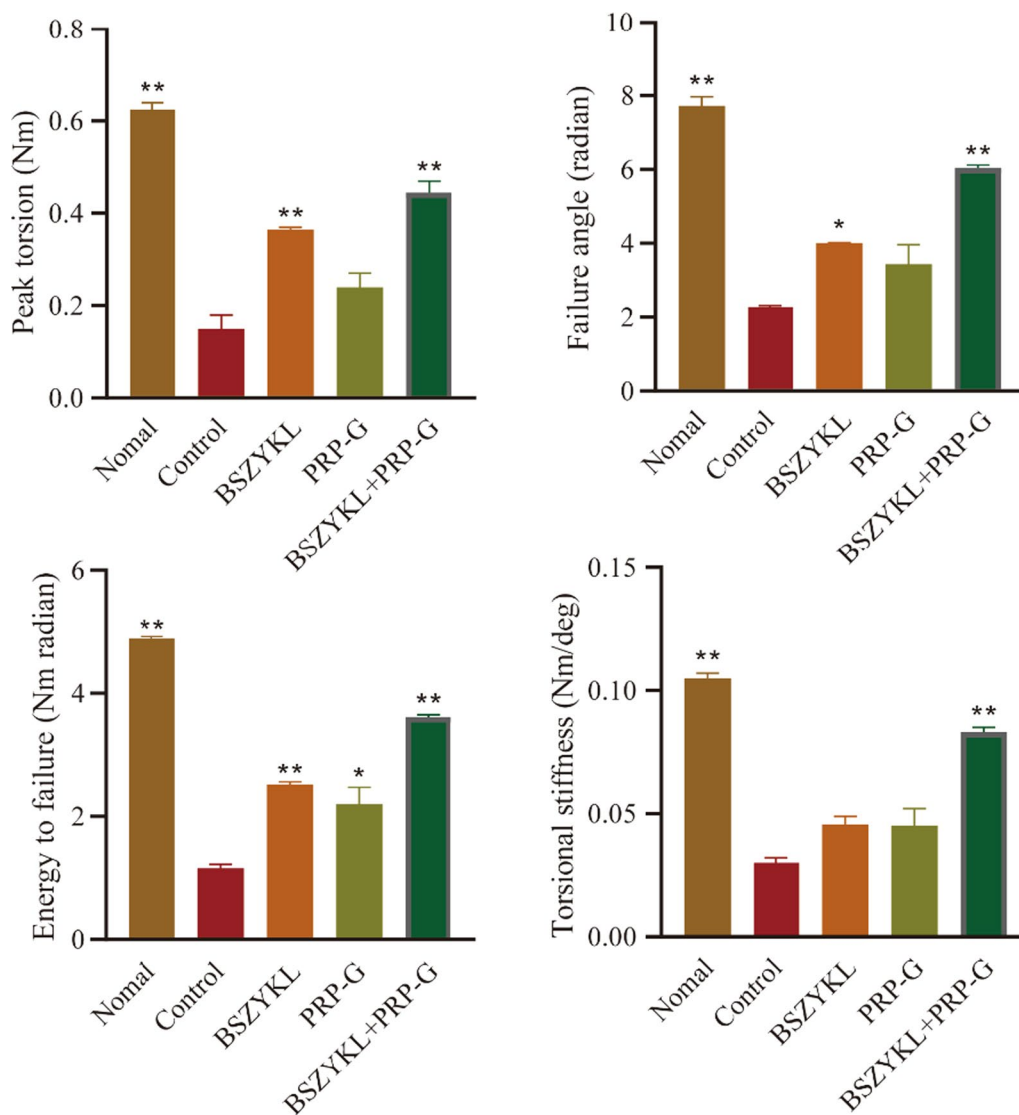 Peak torsion (Nm)
0.8
0.6
0.4
0.2
0.0
**
**
**
Nomal
Control
BSZYKL
PRP-G
BSZYKL+PRP-G
Failure angle (radian)
10
8
6
4
2
0
**
*
**
Nomal
Control
BSZYKL
PRP-G
BSZYKL+PRP-G
Energy to failure (Nm radian)
6
4
2
0
**
**
*
**
Nomal
Control
BSZYKL
PRP-G
BSZYKL+PRP-G
Torsional stiffness (Nm/deg)
0.15
0.10
0.05
0.00
**
**
Nomal
Control
BSZYKL
PRP-G
BSZYKL+PRP-G